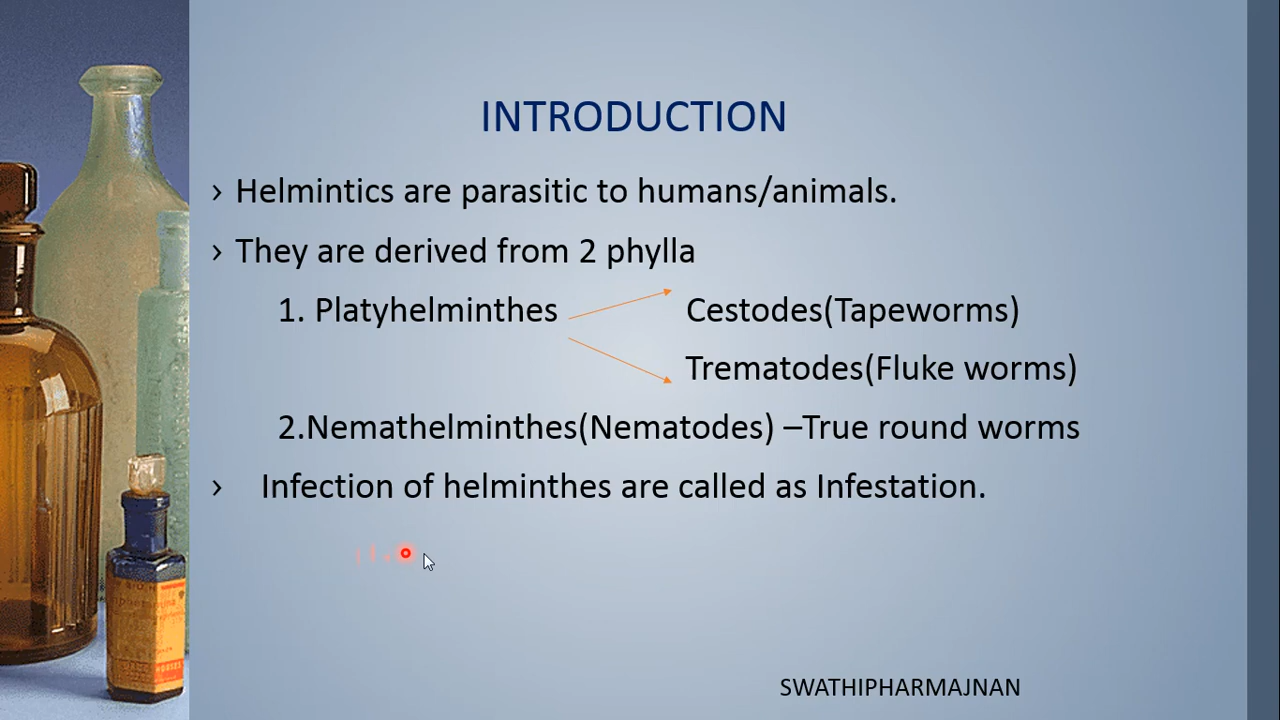 INTRODUCTION
› Helmintics are parasitic to humans/animals.
› They are derived from 2 phylla
1. Platyhelminthes Cestodes(Tapeworms)
Trematodes(Fluke worms)
2.Nemathelminthes(Nematodes) –True round worms
› Infection of helminthes are called as Infestation.
SWATHIPHARMAJNAN